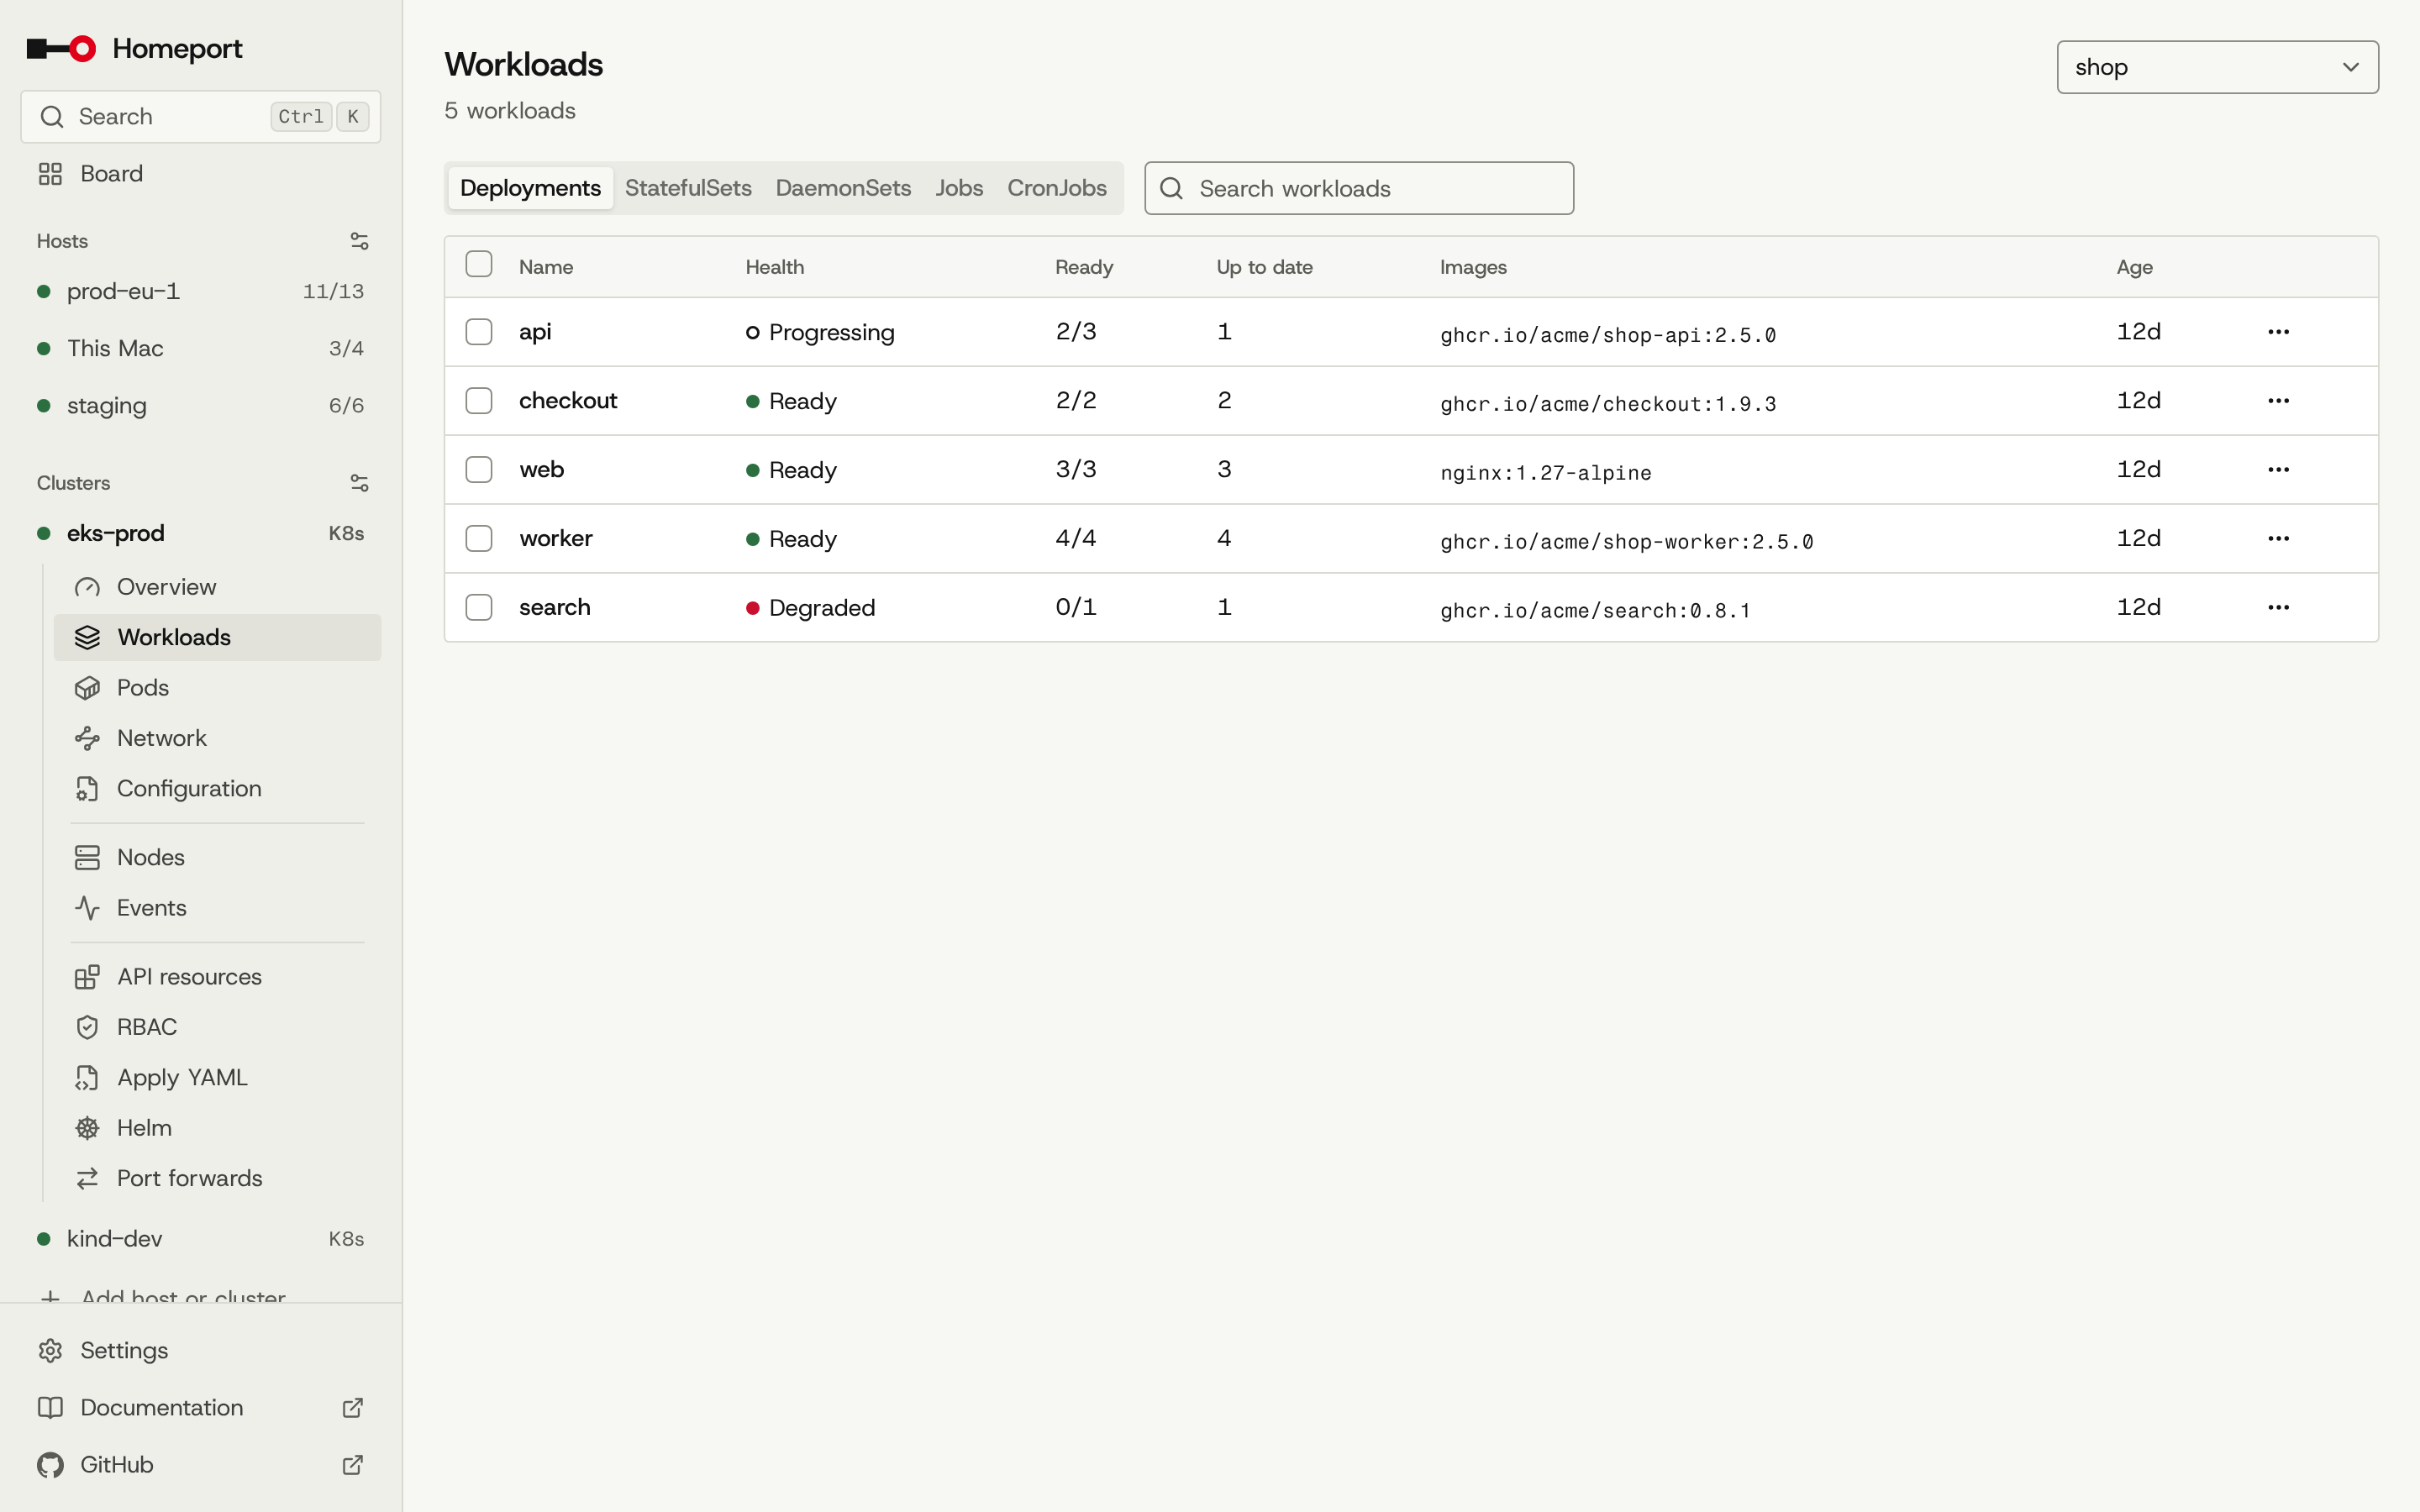 Homeport
Search Ctrl K
Board
Hosts
prod-eu-1 11/13
This Mac 3/4
staging 6/6
Clusters
eks-prod K8s
Overview
Workloads
Pods
Network
Configuration
Nodes
Events
API resources
RBAC
Apply YAML
Helm
Port forwards
kind-dev K8s
Add host or cluster
Settings
Documentation
GitHub
Workloads
5 workloads
shop
Deployments StatefulSets DaemonSets Jobs CronJobs Search workloads
Name Health Ready Up to date Images Age
api Progressing 2/3 1 ghcr.io/acme/shop-api:2.5.0 12d
checkout Ready 2/2 2 ghcr.io/acme/checkout:1.9.3 12d
web Ready 3/3 3 nginx:1.27-alpine 12d
worker Ready 4/4 4 ghcr.io/acme/shop-worker:2.5.0 12d
search Degraded 0/1 1 ghcr.io/acme/search:0.8.1 12d